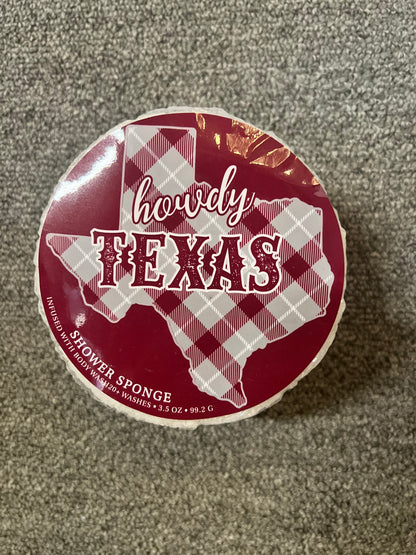 howdy
TEXAS
SHOWER SPONGE
INFUSED WITH BODY WASH 20+ WASHES • 3.5 OZ • 99.2 G